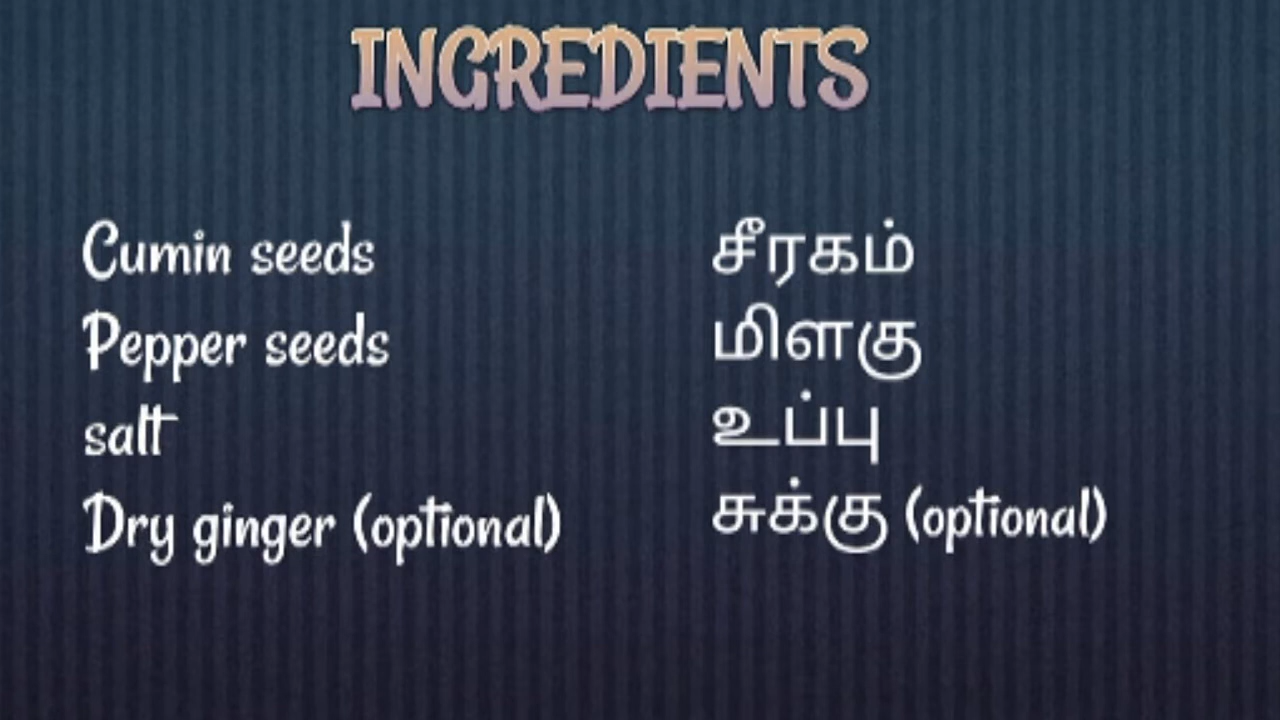 INGREDIENTS
Cumin seeds சீரகம்
Pepper seeds மிளகு
salt உப்பு
Dry ginger (optional) சுக்கு (optional)